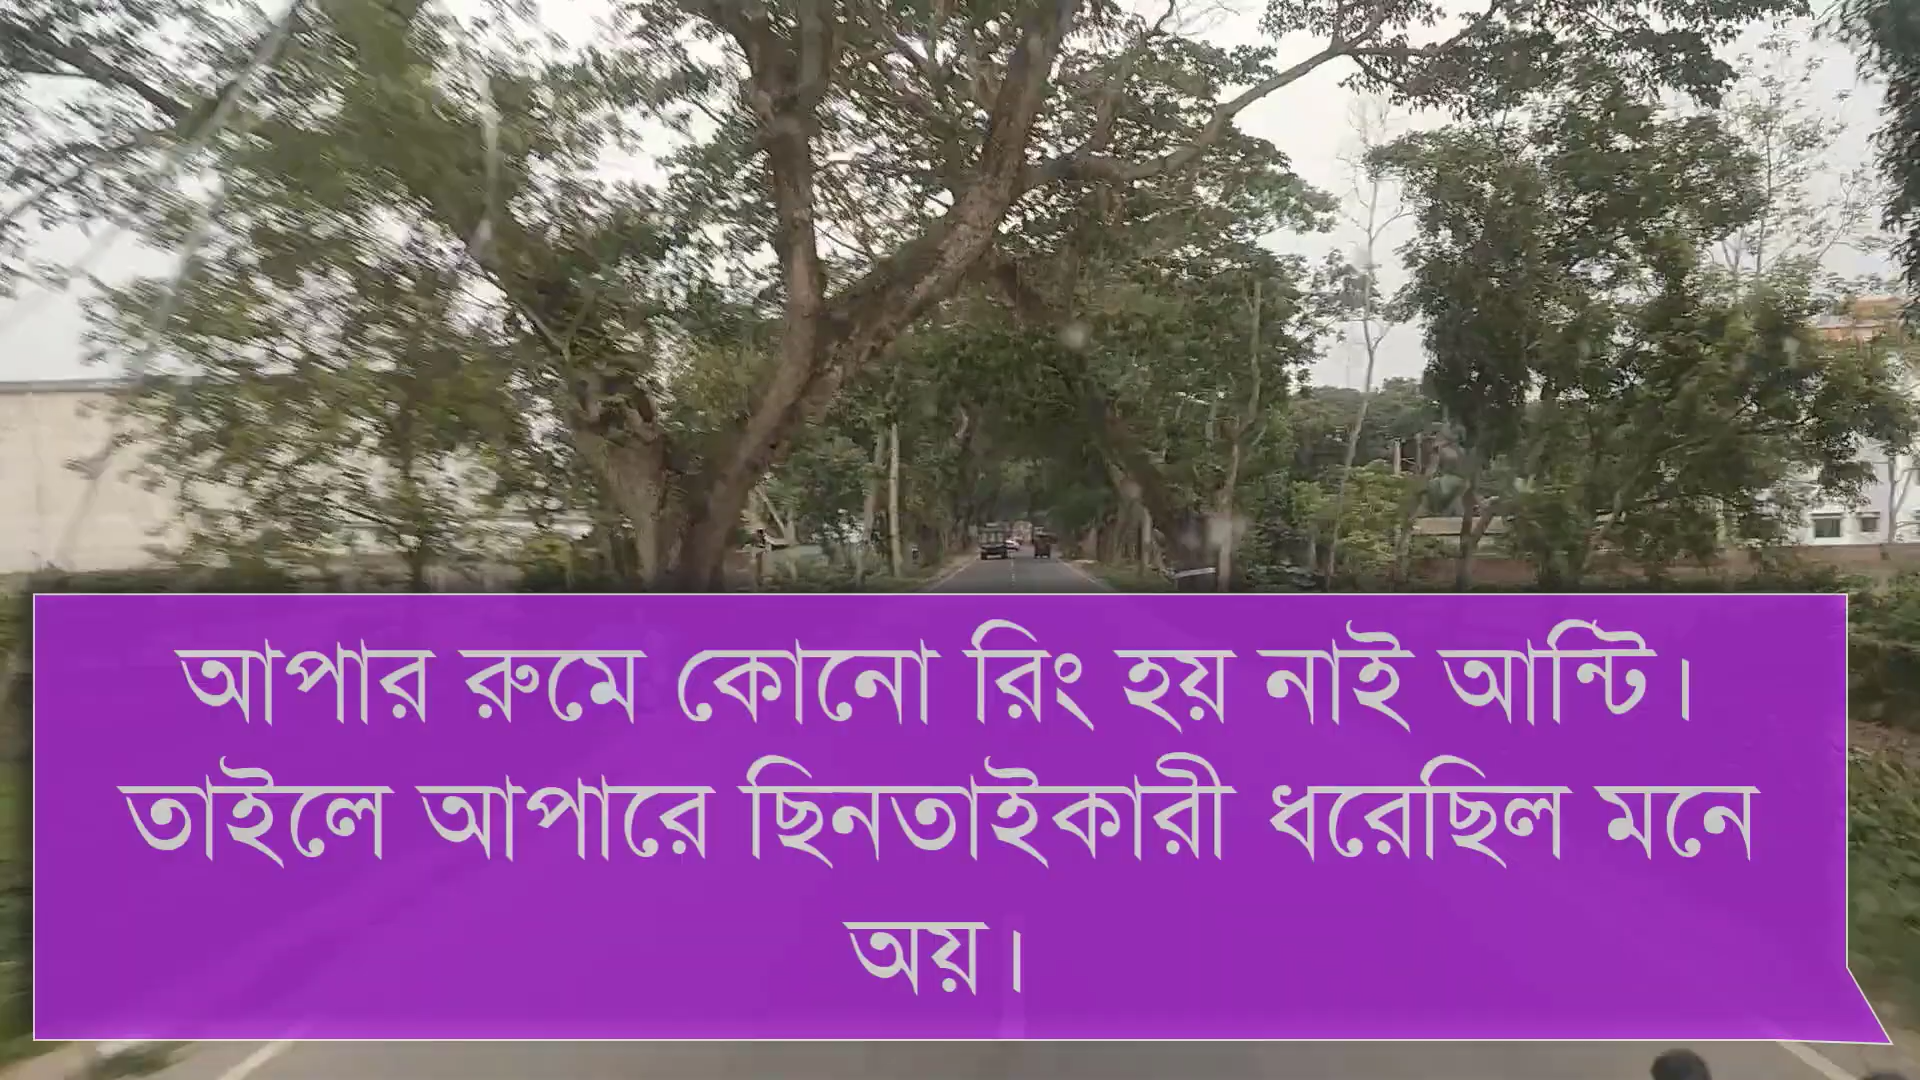 আপার রুমে কোনো রিং হয় নাই আন্টি।
তাইলে আপারে ছিনতাইকারী ধরেছিল মনে
অয়।